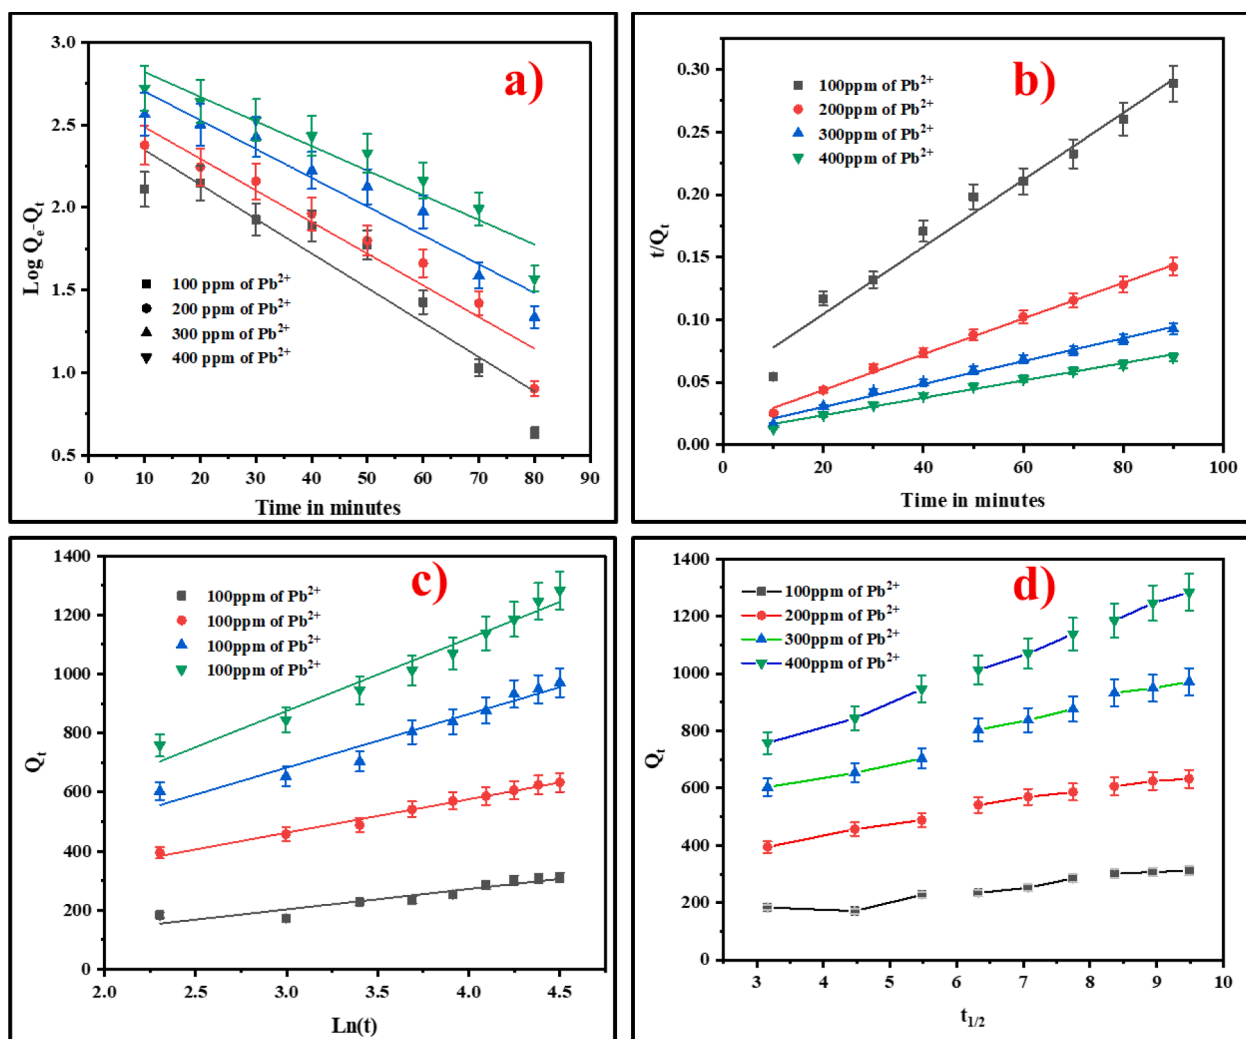 a)
3.0
2.5
2.0
1.5
1.0
0.5
Log Qₑ-Qₜ
100 ppm of Pb²⁺
200 ppm of Pb²⁺
300 ppm of Pb²⁺
400 ppm of Pb²⁺
0 10 20 30 40 50 60 70 80 90
Time in minutes
b)
0.30
0.25
0.20
0.15
0.10
0.05
0.00
t/Qₜ
100ppm of Pb²⁺
200ppm of Pb²⁺
300ppm of Pb²⁺
400ppm of Pb²⁺
0 20 40 60 80 100
Time in minutes
c)
1400
1200
1000
800
600
400
200
0
Qₜ
100ppm of Pb²⁺
100ppm of Pb²⁺
100ppm of Pb²⁺
100ppm of Pb²⁺
2.0 2.5 3.0 3.5 4.0 4.5
Ln(t)
d)
1400
1200
1000
800
600
400
200
0
Qₜ
100ppm of Pb²⁺
200ppm of Pb²⁺
300ppm of Pb²⁺
400ppm of Pb²⁺
3 4 5 6 7 8 9 10
t₁/₂